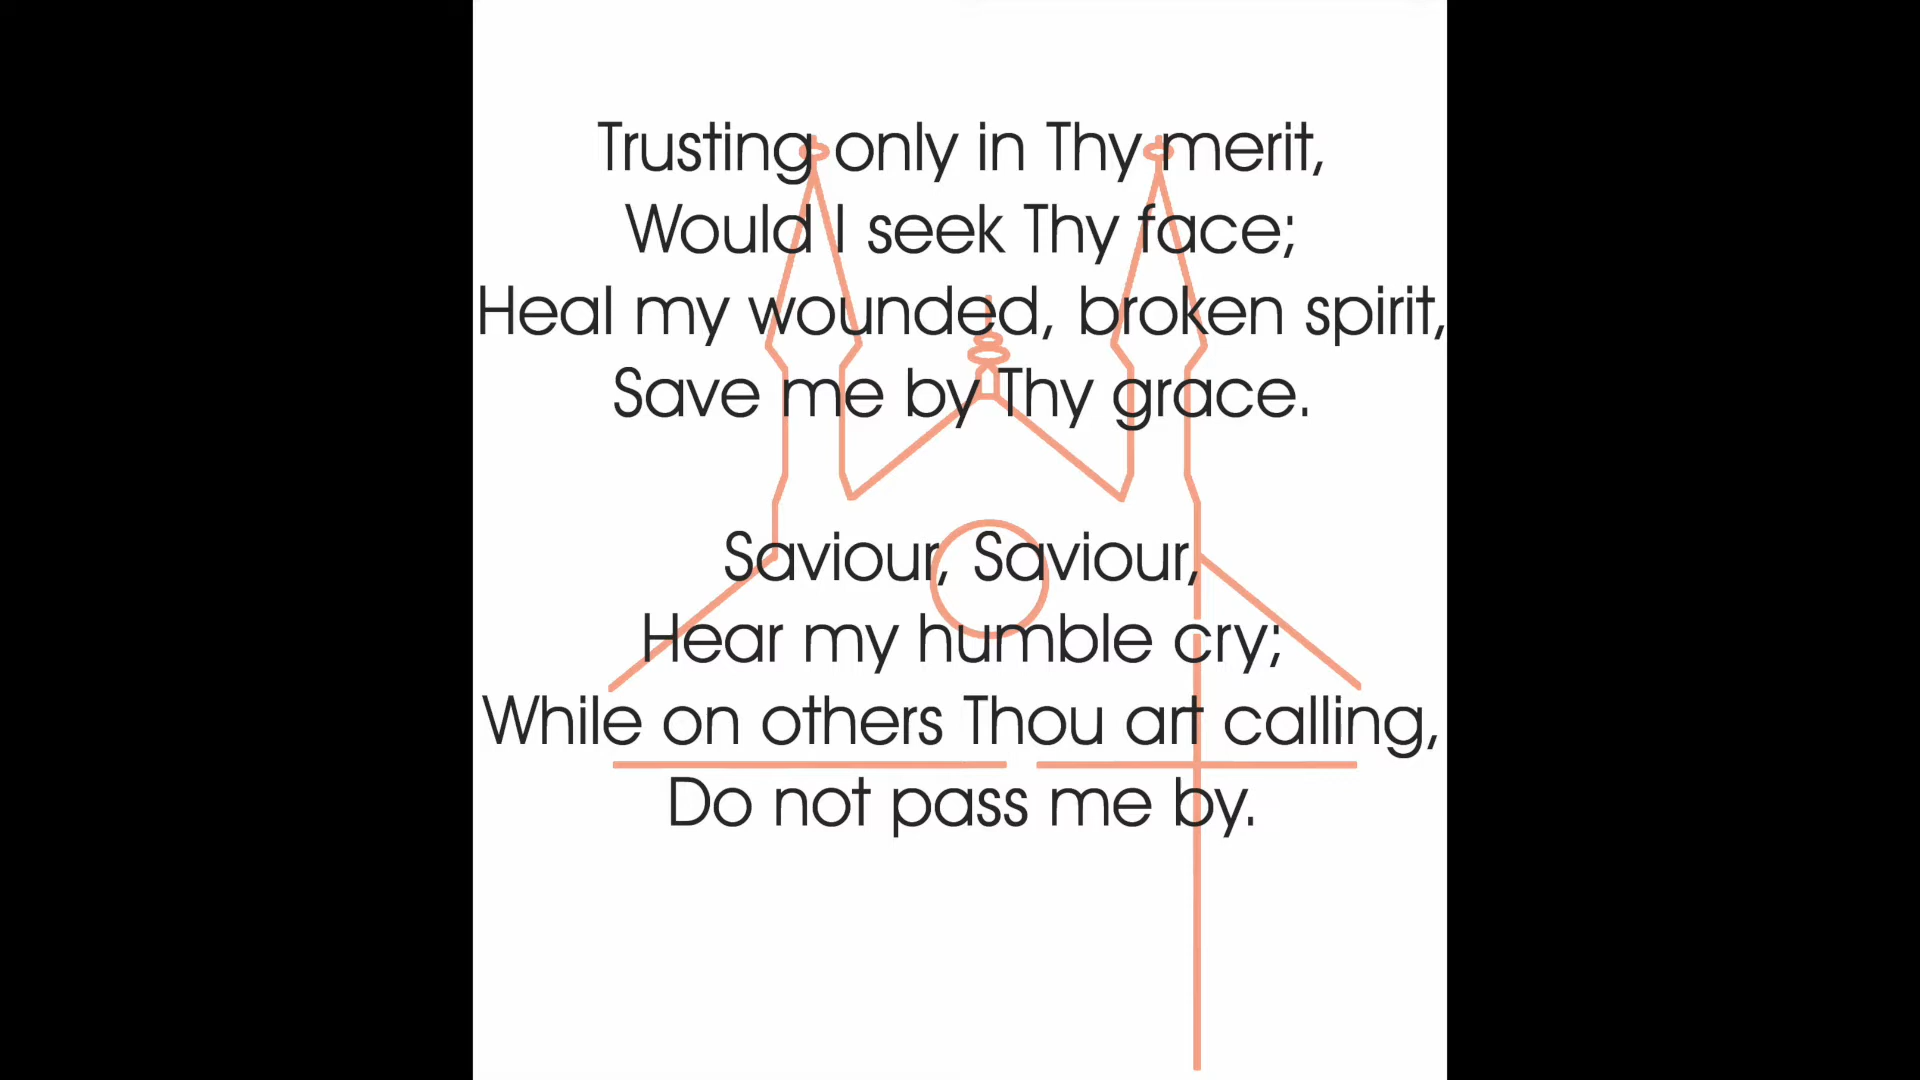 Trusting only in Thy merit,
Would I seek Thy face;
Heal my wounded, broken spirit,
Save me by Thy grace.
Saviour, Saviour,
Hear my humble cry;
While on others Thou art calling,
Do not pass me by.